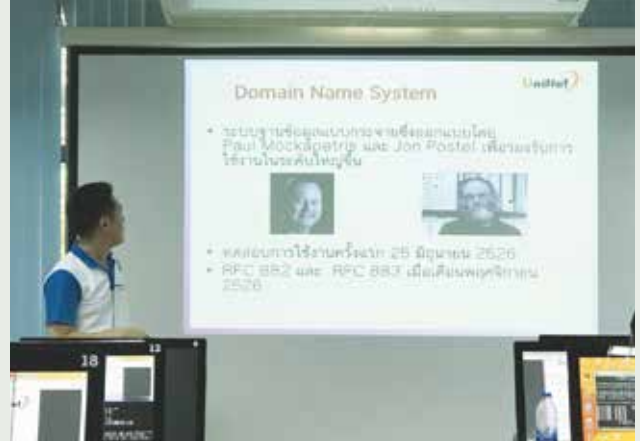 Domain Name System
UniNet
• ระบบฐานข้อมูลแบบกระจายซึ่งออกแบบโดย
Paul Mockapetris และ Jon Postel เพื่อรองรับการ
ใช้งานในระดับใหญ่ขึ้น
• ทดสอบการใช้งานครั้งแรก 25 มิถุนายน 2526
• RFC 882 และ RFC 883 เมื่อเดือนพฤศจิกายน
2526
18
13